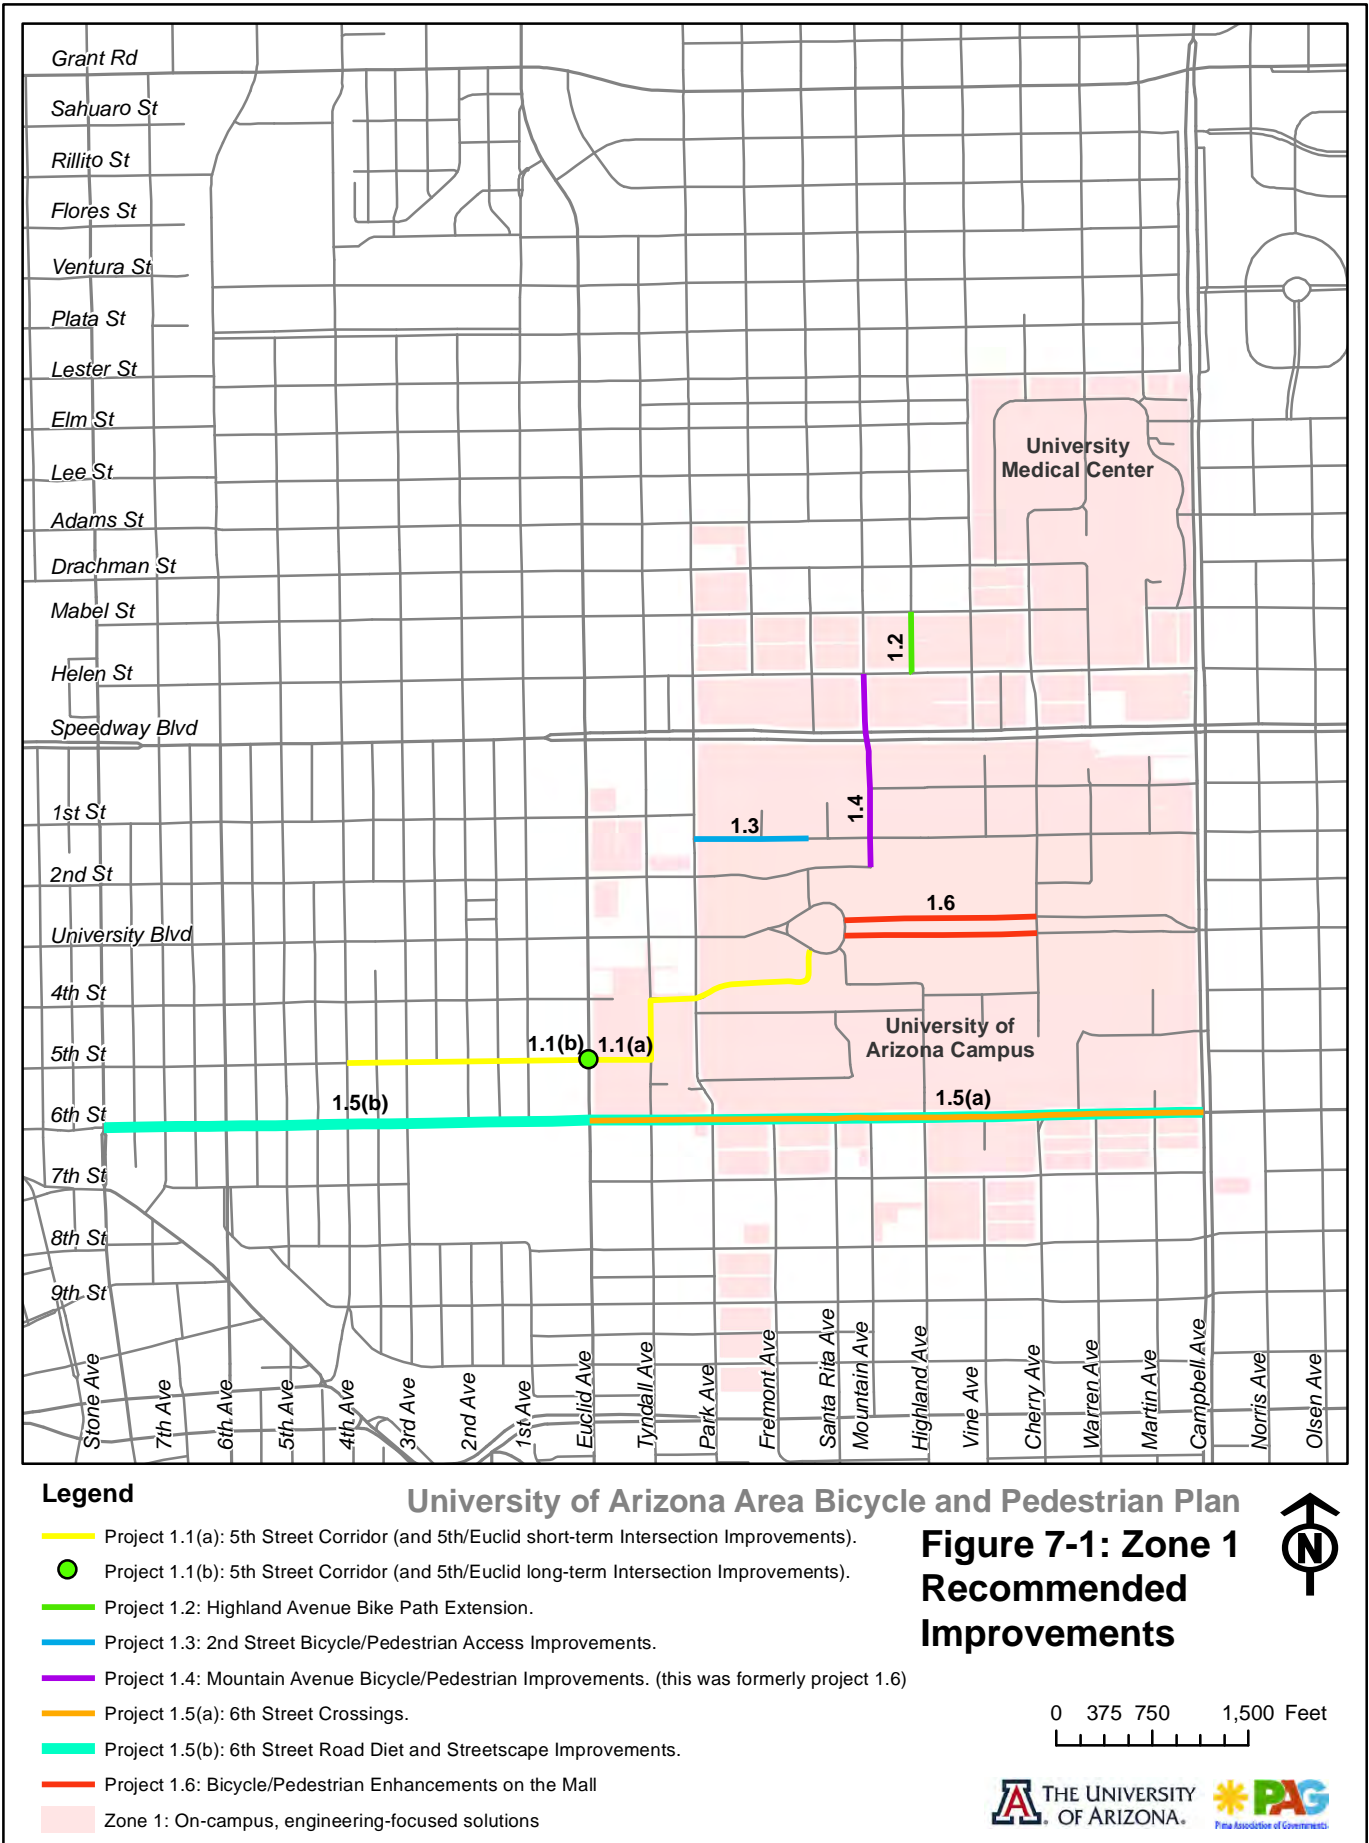 Grant Rd
Sahuaro St
Rillito St
Flores St
Ventura St
Plata St
Lester St
Elm St
Lee St
Adams St
Drachman St
Mabel St
Helen St
Speedway Blvd
1st St
2nd St
University Blvd
4th St
5th St
6th St
7th St
8th St
9th St
University
Medical Center
1.2
1.3
1.4
1.6
1.1(b)
1.1(a)
University of
Arizona Campus
1.5(b)
1.5(a)
Stone Ave
7th Ave
6th Ave
5th Ave
4th Ave
3rd Ave
2nd Ave
1st Ave
Euclid Ave
Tyndall Ave
Park Ave
Fremont Ave
Santa Rita Ave
Mountain Ave
Highland Ave
Vine Ave
Cherry Ave
Warren Ave
Martin Ave
Campbell Ave
Norris Ave
Olsen Ave
Legend
Project 1.1(a): 5th Street Corridor (and 5th/Euclid short-term Intersection Improvements).
Project 1.1(b): 5th Street Corridor (and 5th/Euclid long-term Intersection Improvements).
Project 1.2: Highland Avenue Bike Path Extension.
Project 1.3: 2nd Street Bicycle/Pedestrian Access Improvements.
Project 1.4: Mountain Avenue Bicycle/Pedestrian Improvements. (this was formerly project 1.6)
Project 1.5(a): 6th Street Crossings.
Project 1.5(b): 6th Street Road Diet and Streetscape Improvements.
Project 1.6: Bicycle/Pedestrian Enhancements on the Mall
Zone 1: On-campus, engineering-focused solutions
University of Arizona Area Bicycle and Pedestrian Plan
Figure 7-1: Zone 1
Recommended
Improvements
N
0 375 750 1,500 Feet
A THE UNIVERSITY
OF ARIZONA.
PAG
Pima Association of Governments